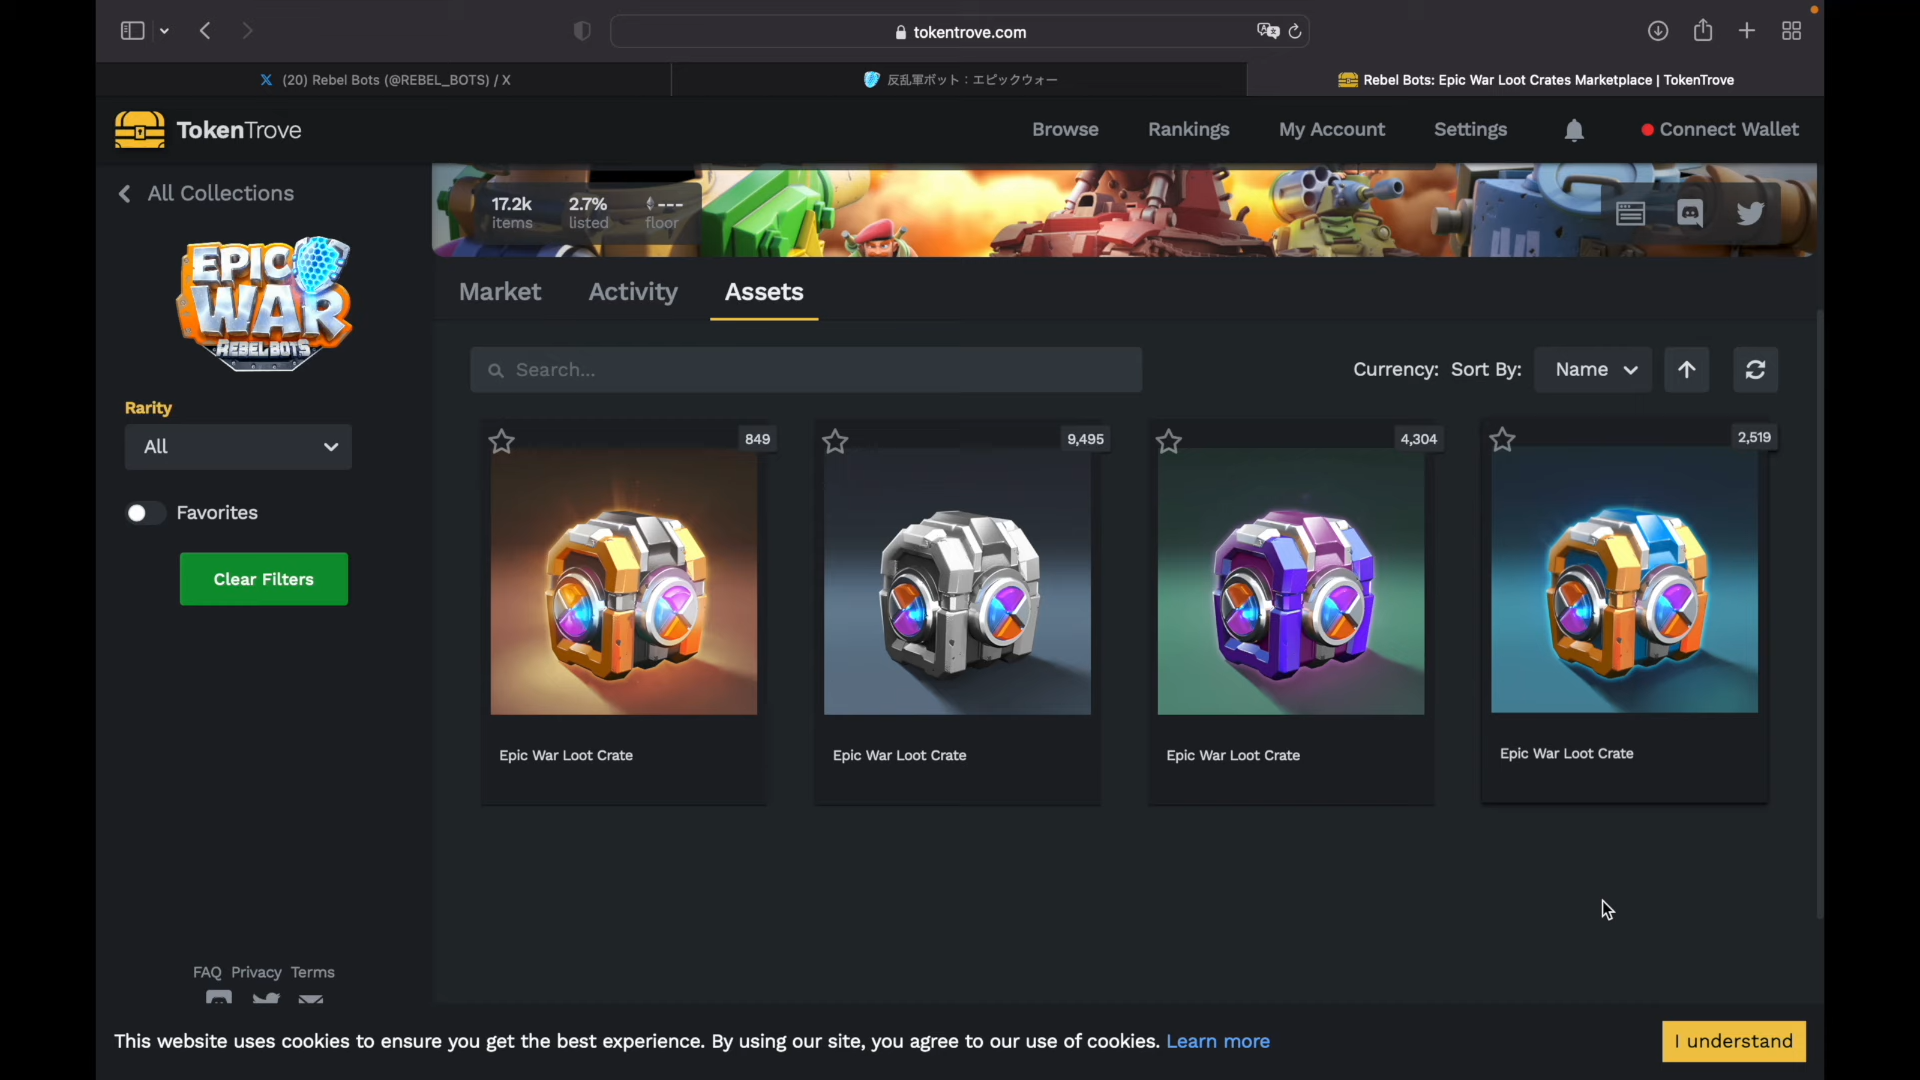 tokentrove.com
(20) Rebel Bots (@REBEL_BOTS) / X
反乱軍ボット：エピックウォー
Rebel Bots: Epic War Loot Crates Marketplace | TokenTrove
TokenTrove
Browse
Rankings
My Account
Settings
Connect Wallet
All Collections
17.2k
items
2.7%
listed
---
floor
EPIC
WAR
REBEL BOTS
Market
Activity
Assets
Search...
Currency:
Sort By:
Name
Rarity
All
Favorites
Clear Filters
849
9,495
4,304
2,519
Epic War Loot Crate
Epic War Loot Crate
Epic War Loot Crate
Epic War Loot Crate
FAQ Privacy Terms
This website uses cookies to ensure you get the best experience. By using our site, you agree to our use of cookies. Learn more
I understand